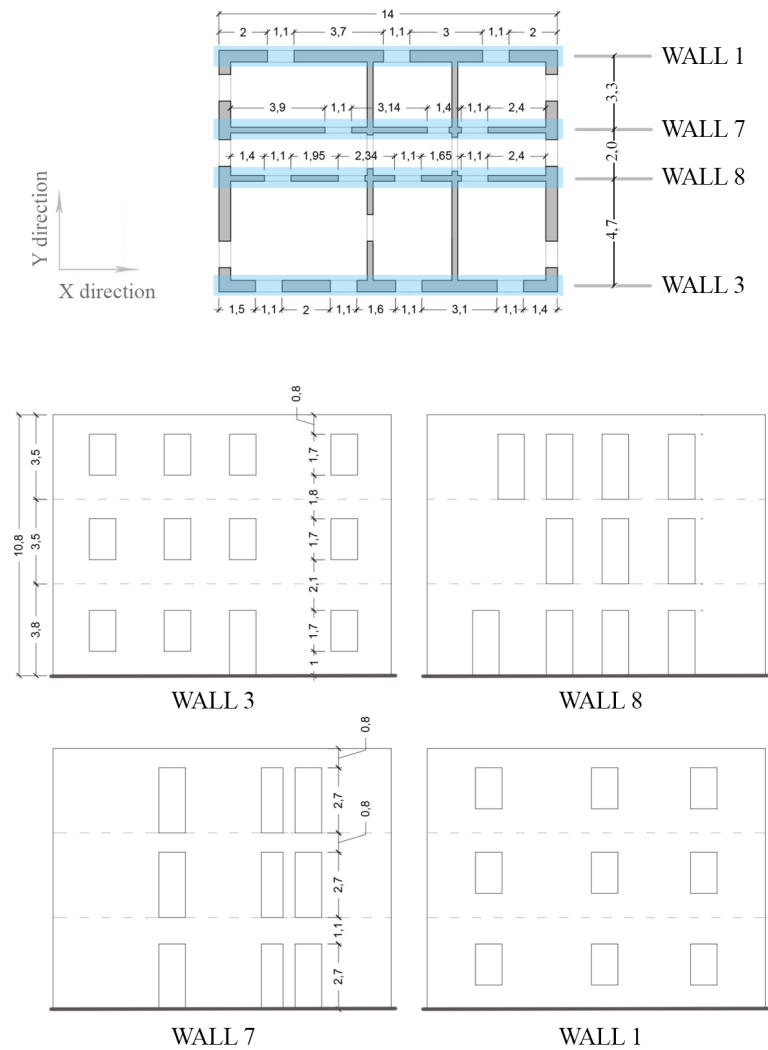 14
2 1,1 3,7 1,1 3 1,1 2
WALL 1
3,3
3,9 1,1 3,14 1,4 1,1 2,4
WALL 7
2,0
1,4 1,1 1,95 2,34 1,1 1,65 1,1 2,4
WALL 8
4,7
Y direction
X direction
WALL 3
1,5 1,1 2 1,1 1,6 1,1 3,1 1,1 1,4
0,8
3,5 1,7
1,8
10,8 3,5 1,7
2,1
3,8 1,7
1
WALL 3 WALL 8
0,8
2,7
0,8
2,7
1,1
2,7
WALL 7 WALL 1